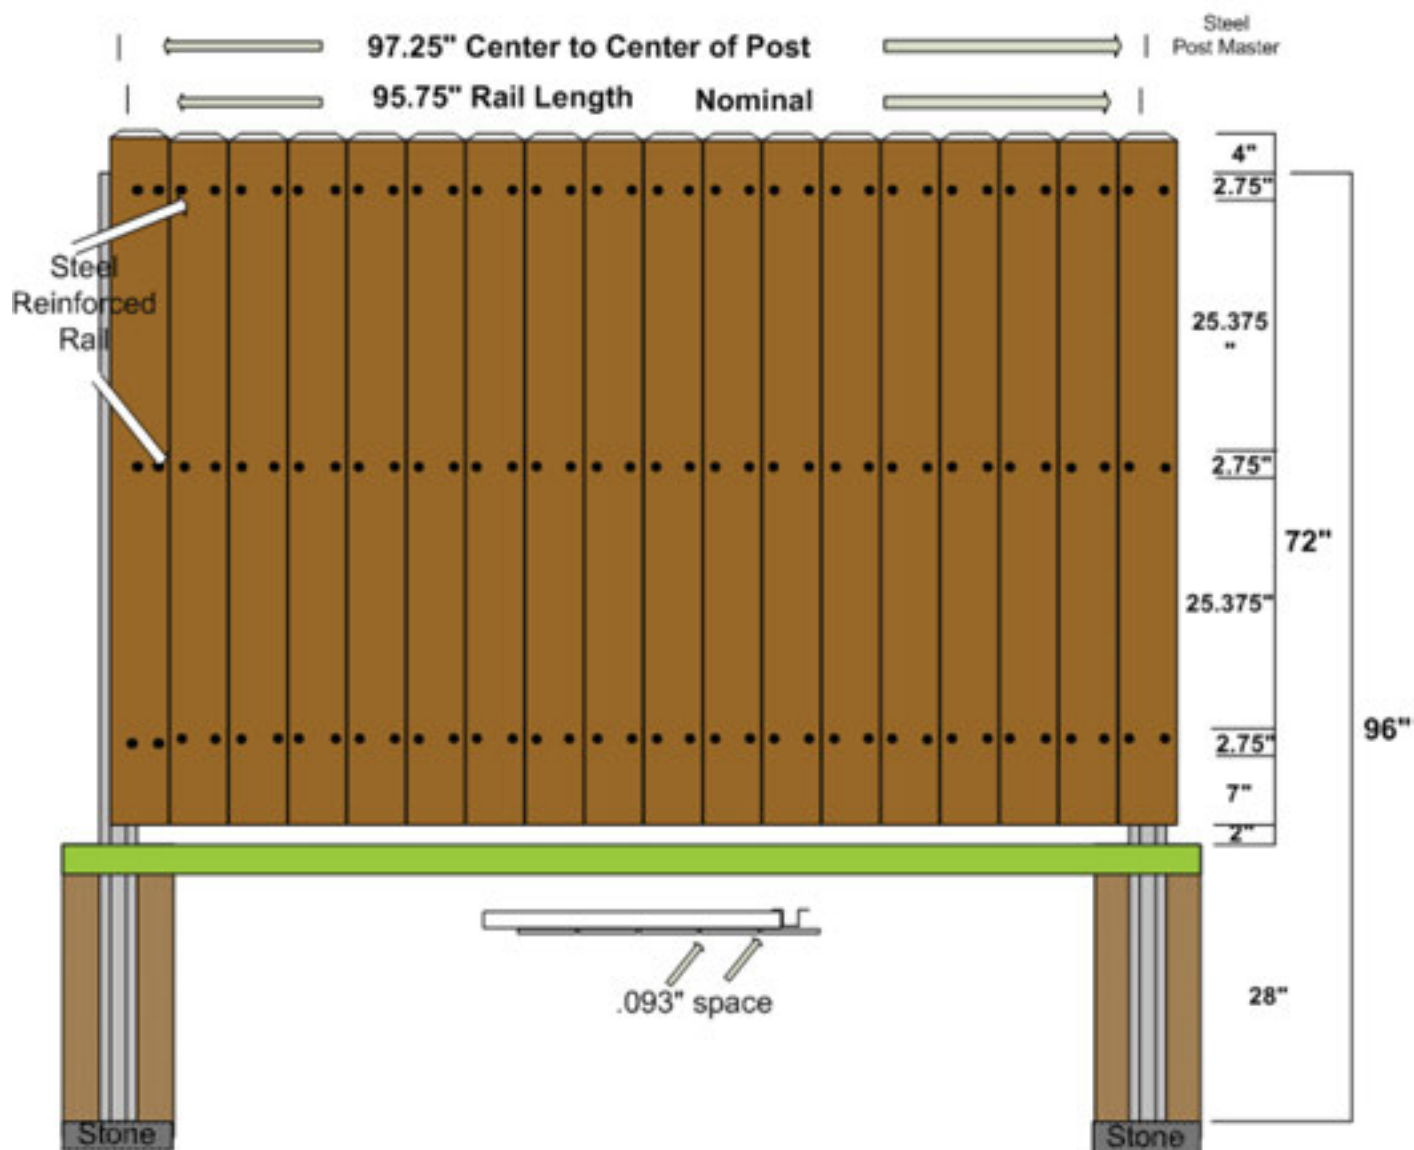 Steel
Post Master
97.25" Center to Center of Post
95.75" Rail Length Nominal
4"
2.75"
Steel
Reinforced
Rail
25.375
"
2.75"
72"
25.375"
96"
2.75"
7"
2"
.093" space
28"
Stone
Stone